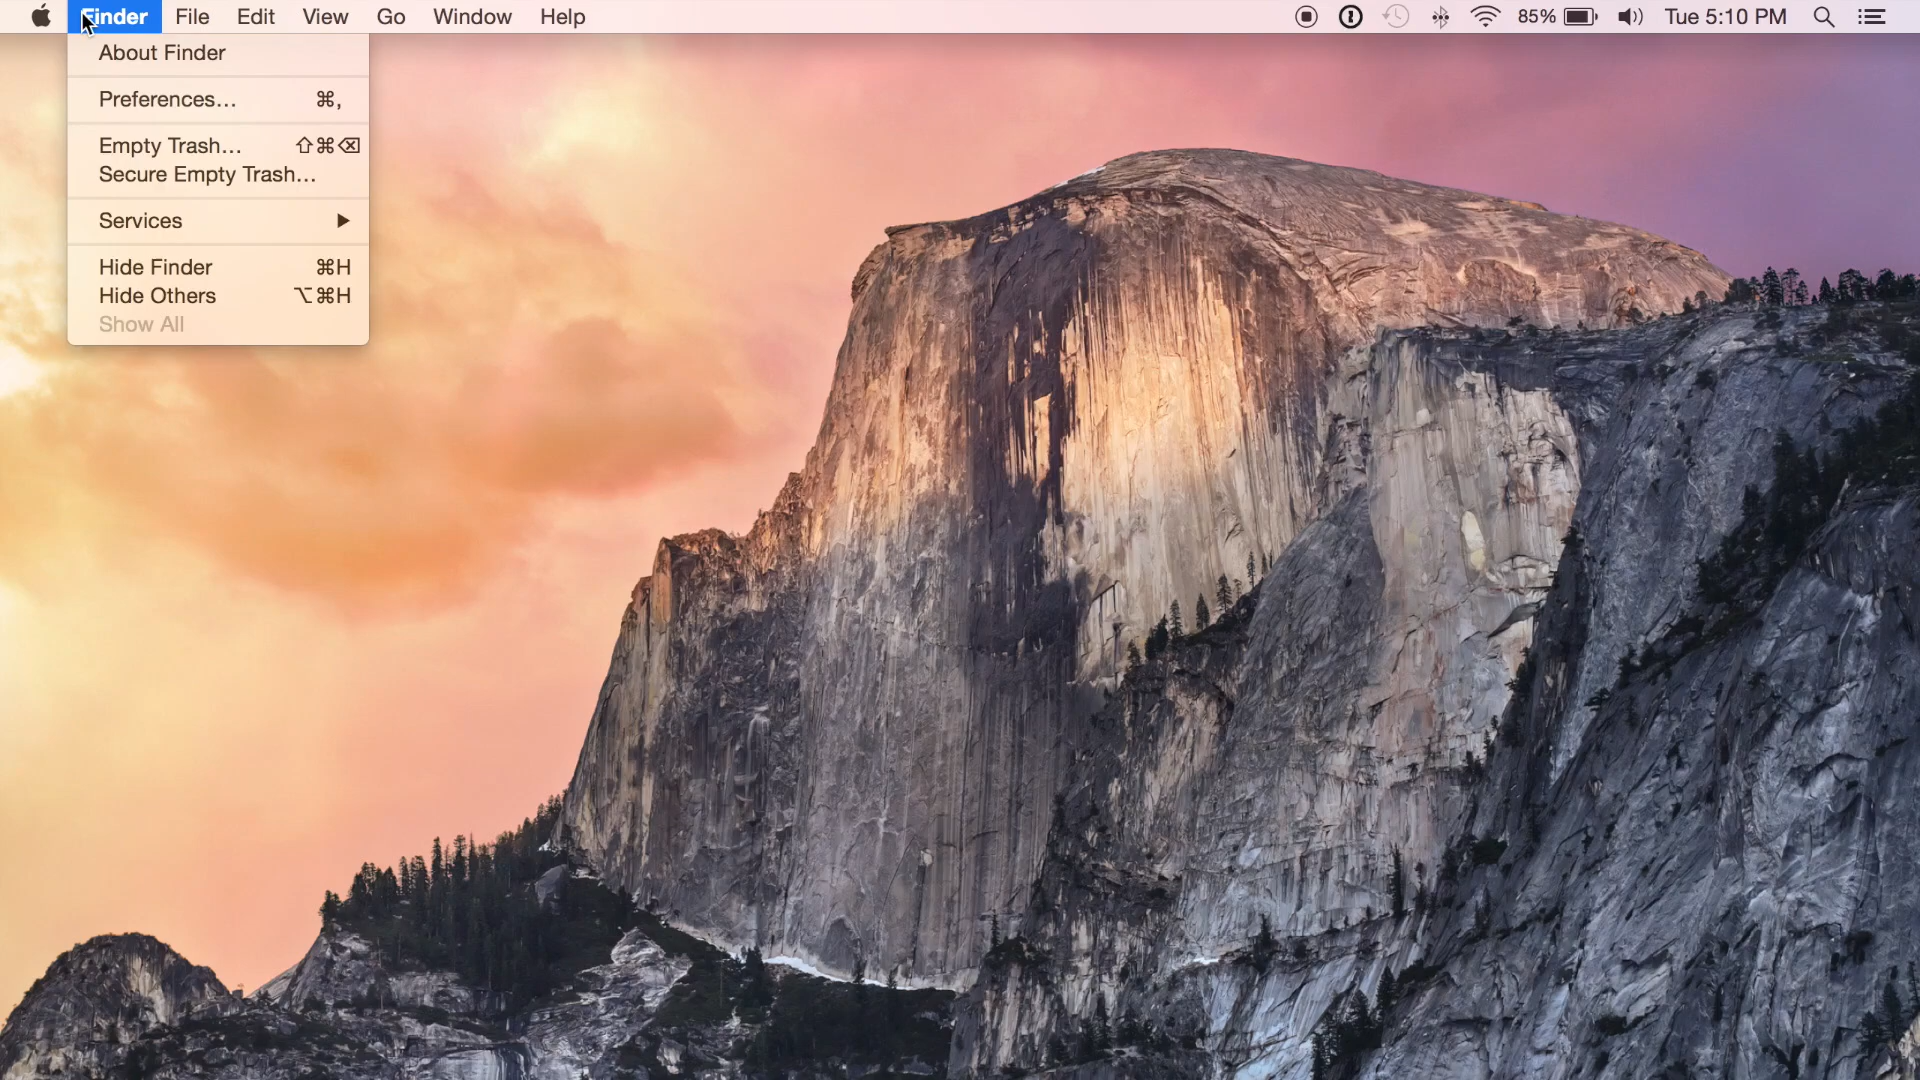 Finder File Edit View Go Window Help 85% Tue 5:10 PM
About Finder
Preferences… ⌘,
Empty Trash… ⇧⌘⌫
Secure Empty Trash…
Services ▶
Hide Finder ⌘H
Hide Others ⌥⌘H
Show All